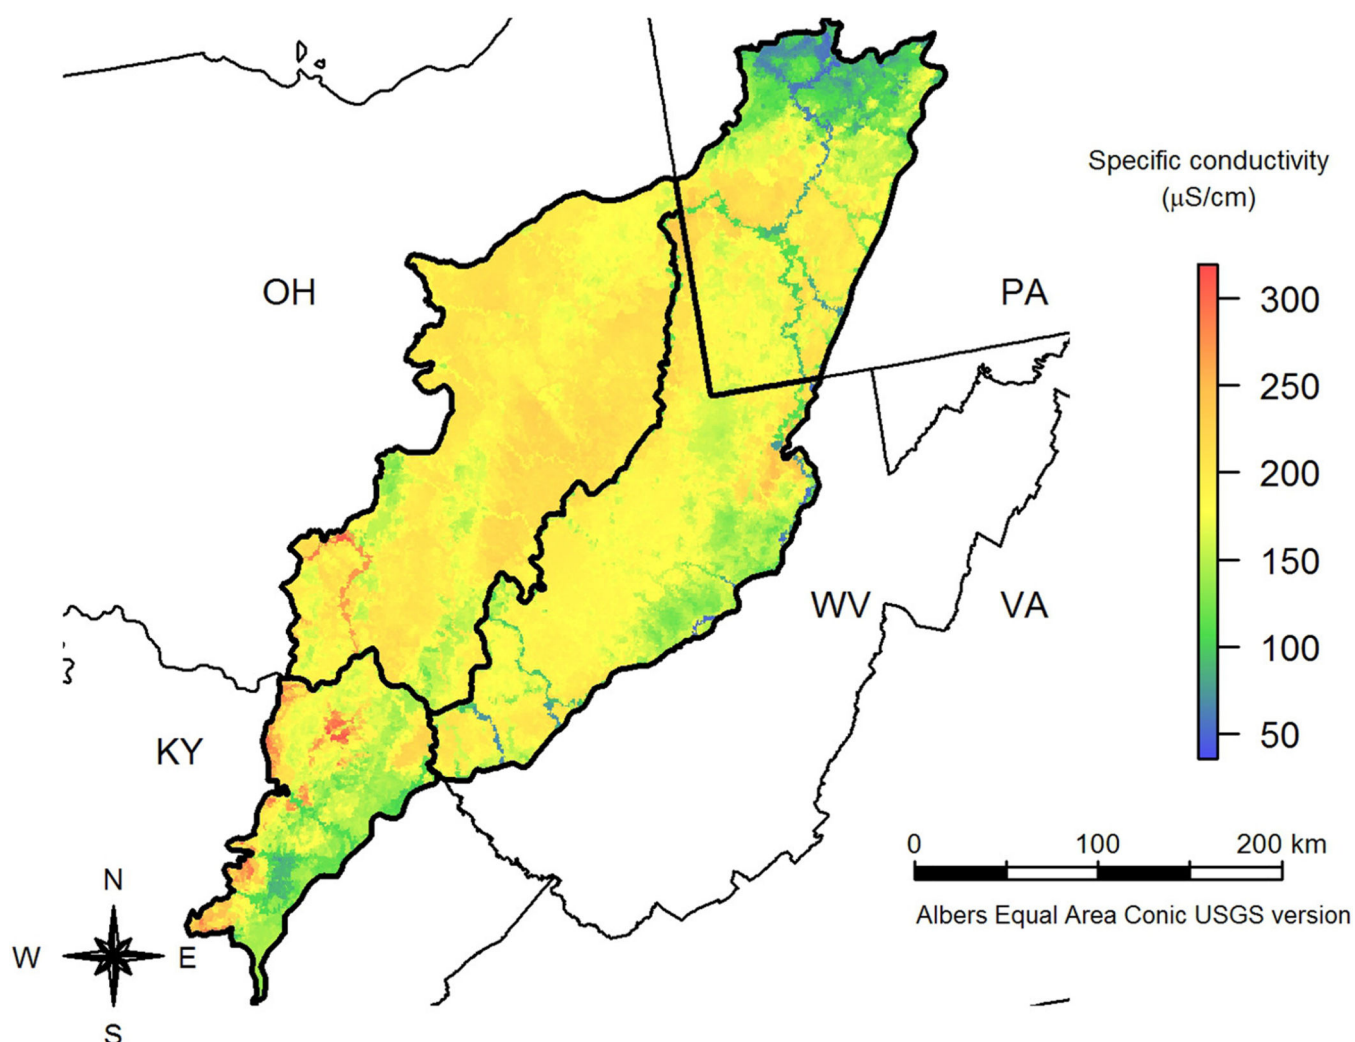 Specific conductivity
(µS/cm)
OH
PA
300
250
200
150
100
50
WV
VA
KY
0 100 200 km
Albers Equal Area Conic USGS version
N
W E
S